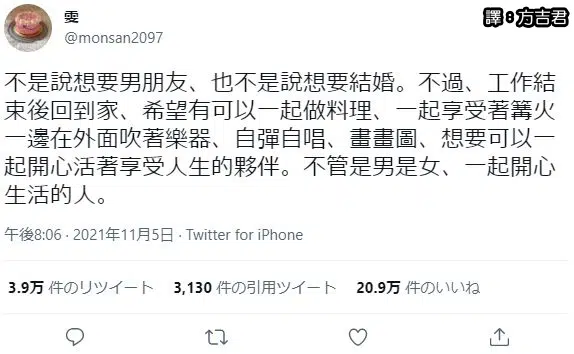 雯
@monsan2097
譯:方吉君
不是說想要男朋友、也不是說想要結婚。不過、工作結
束後回到家、希望有可以一起做料理、一起享受著篝火
一邊在外面吹著樂器、自彈自唱、畫畫圖、想要可以一
起開心活著享受人生的夥伴。不管是男是女、一起開心
生活的人。
午後8:06 · 2021年11月5日 · Twitter for iPhone
3.9万 件のリツイート 3,130 件の引用ツイート 20.9万 件のいいね